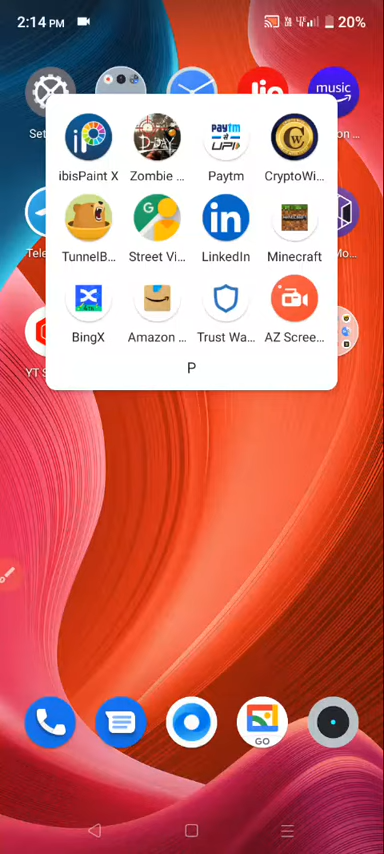 2:14 PM
20%
music
Set
ibisPaint X
Zombie ...
Paytm
CryptoWi...
on ...
Tele
TunnelB...
Street Vi...
LinkedIn
Minecraft
Mo...
BingX
Amazon ...
Trust Wa...
AZ Scree...
YT S
P
GO